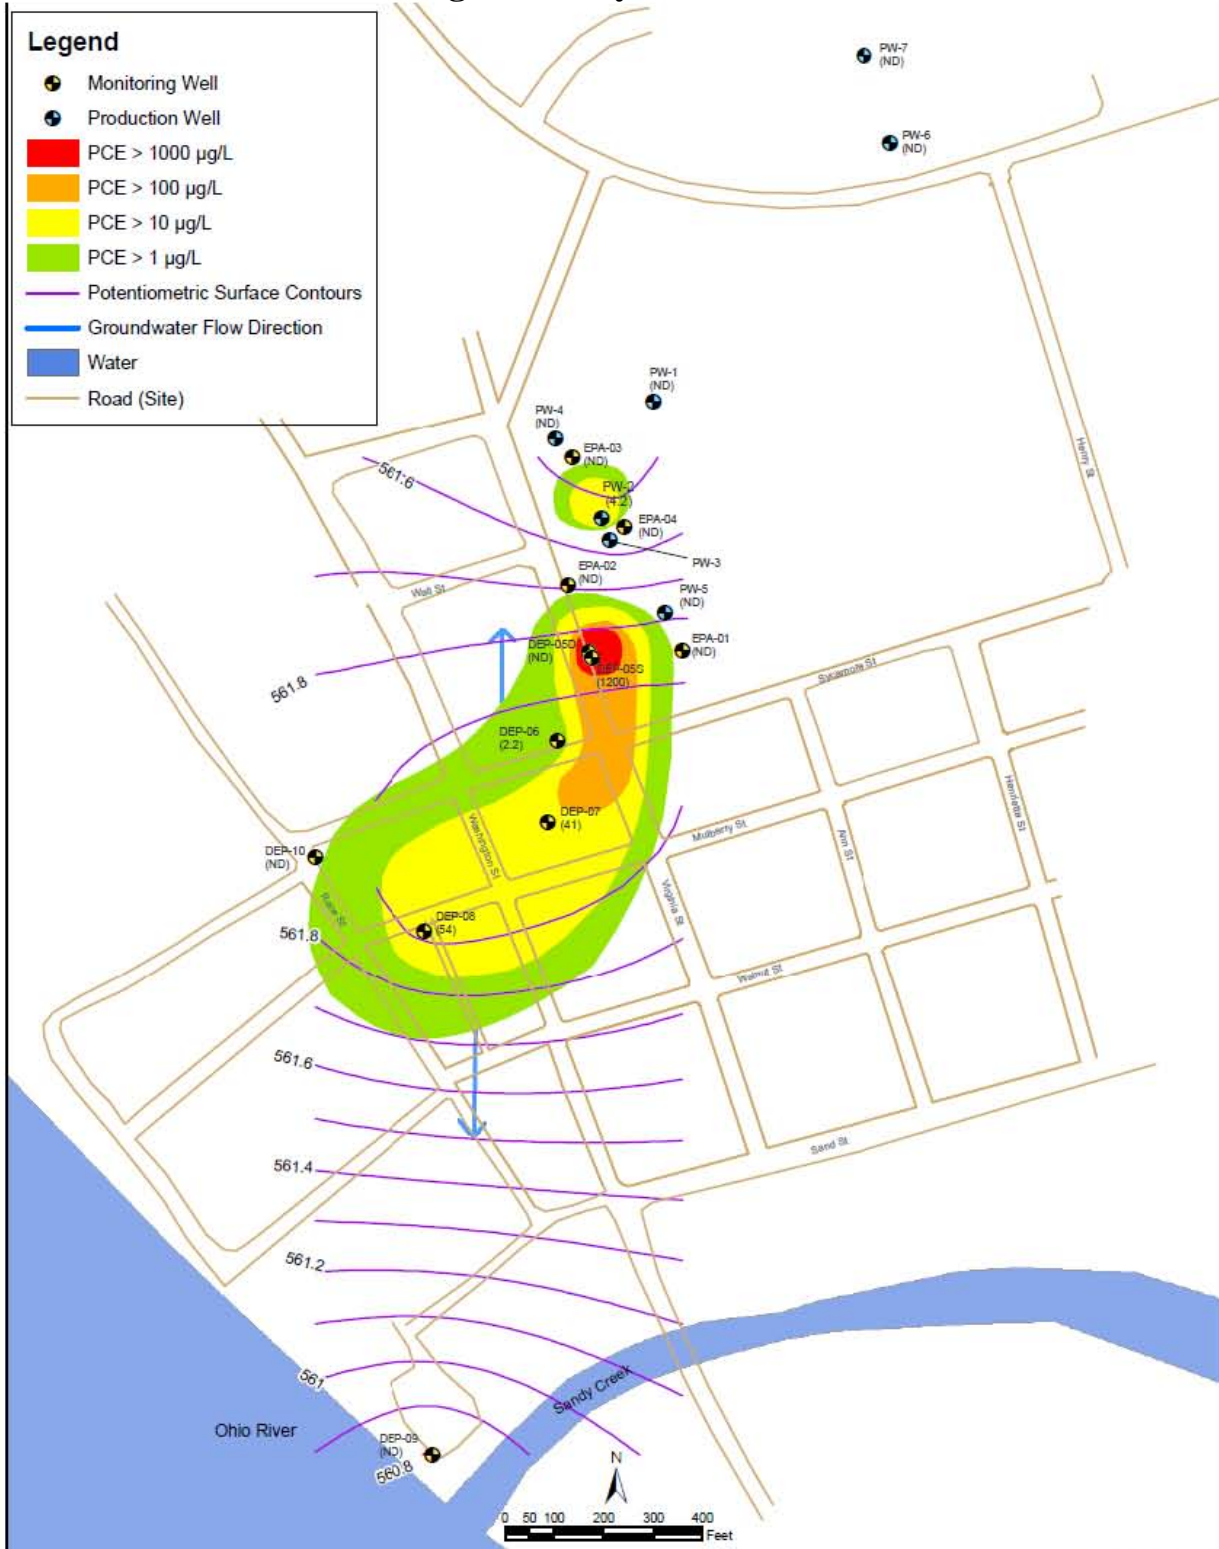 Legend
Monitoring Well
Production Well
PCE > 1000 µg/L
PCE > 100 µg/L
PCE > 10 µg/L
PCE > 1 µg/L
Potentiometric Surface Contours
Groundwater Flow Direction
Water
Road (Site)
PW-7
(ND)
PW-6
(ND)
PW-1
(ND)
PW-4
(ND)
EPA-03
(ND)
Henry St
561.6
PW-2
(4.2)
EPA-04
(ND)
PW-3
EPA-02
(ND)
Wall St
PW-5
(ND)
DEP-05D
(ND)
EPA-01
(ND)
DEP-05S
(1200)
Sycamore St
561.8
DEP-06
(2.2)
Henrietta St
DEP-07
(41)
Mulberry St
Ann St
Washington St
DEP-10
(ND)
Virginia St
Race St
DEP-08
(54)
561.8
Walnut St
561.6
Sand St
561.4
561.2
561
Sandy Creek
Ohio River
DEP-09
(ND)
560.8
N
0 50 100 200 300 400
Feet